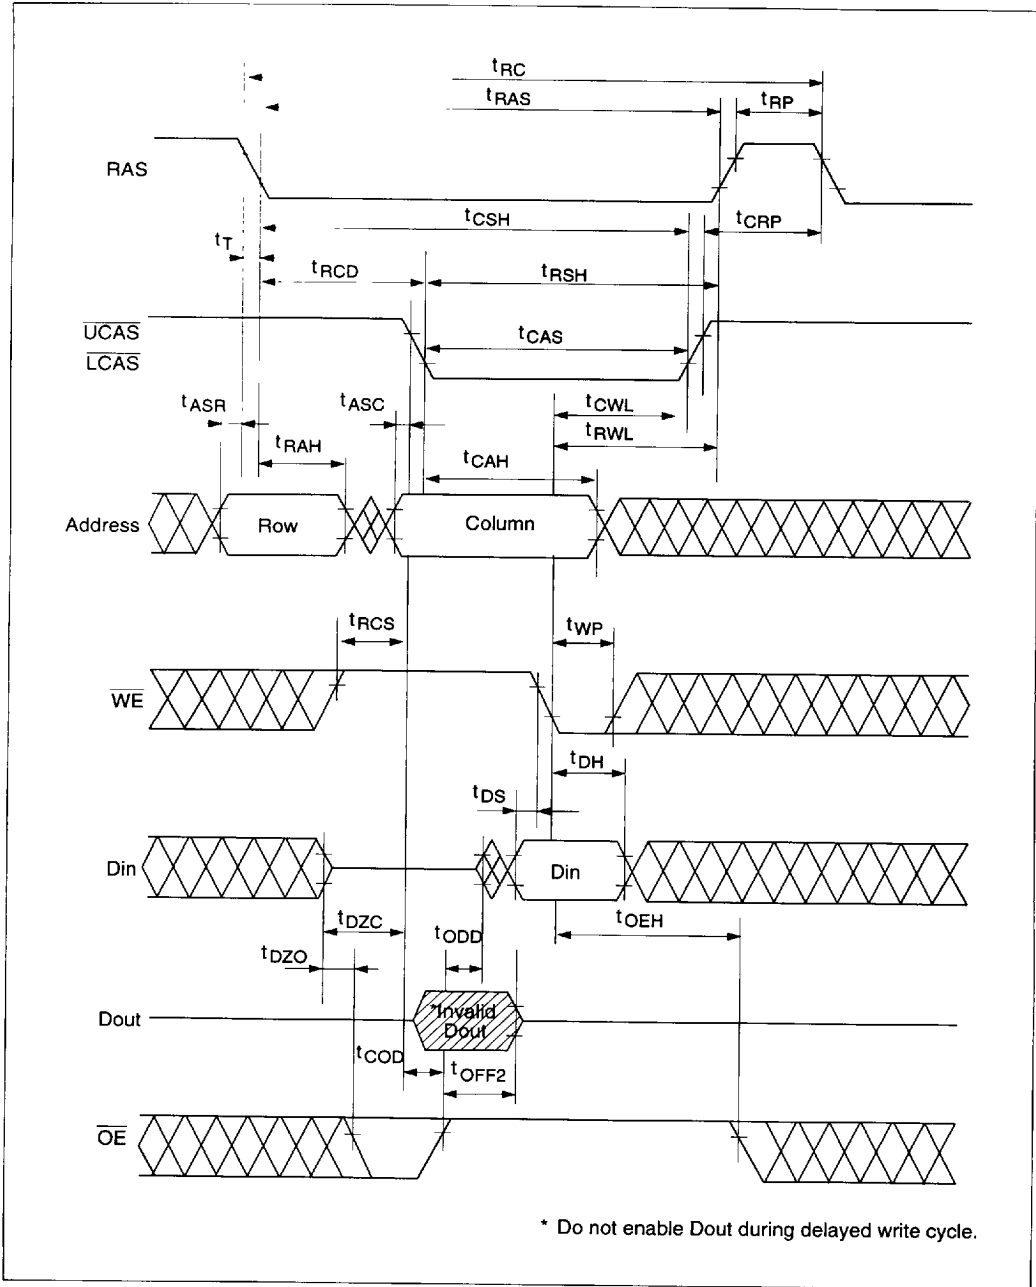 tRC
tRAS
tRP
RAS
tCSH
tCRP
tT
tRCD
tRSH
UCAS
LCAS
tCAS
tASR
tASC
tCWL
tRAH
tRWL
tCAH
Address
Row
Column
tRCS
tWP
WE
tDH
tDS
Din
Din
tDZC
tOEH
tODD
tDZO
Dout
*Invalid
Dout
tCOD
tOFF2
OE
* Do not enable Dout during delayed write cycle.